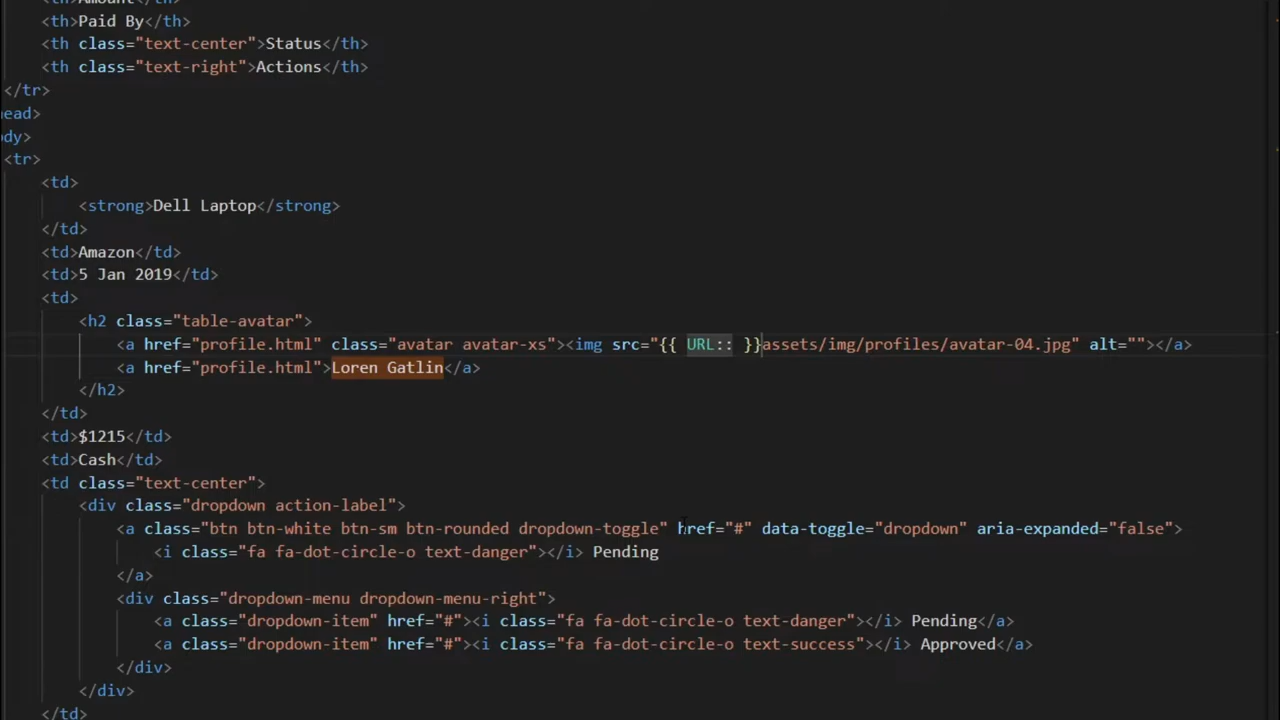 <th>Amount</th>
<th>Paid By</th>
<th class="text-center">Status</th>
<th class="text-right">Actions</th>
</tr>
head>
ody>
<tr>
<td>
<strong>Dell Laptop</strong>
</td>
<td>Amazon</td>
<td>5 Jan 2019</td>
<td>
<h2 class="table-avatar">
<a href="profile.html" class="avatar avatar-xs"><img src="{{ URL:: }}assets/img/profiles/avatar-04.jpg" alt=""></a>
<a href="profile.html">Loren Gatlin</a>
</h2>
</td>
<td>$1215</td>
<td>Cash</td>
<td class="text-center">
<div class="dropdown action-label">
<a class="btn btn-white btn-sm btn-rounded dropdown-toggle" href="#" data-toggle="dropdown" aria-expanded="false">
<i class="fa fa-dot-circle-o text-danger"></i> Pending
</a>
<div class="dropdown-menu dropdown-menu-right">
<a class="dropdown-item" href="#"><i class="fa fa-dot-circle-o text-danger"></i> Pending</a>
<a class="dropdown-item" href="#"><i class="fa fa-dot-circle-o text-success"></i> Approved</a>
</div>
</div>
</td>